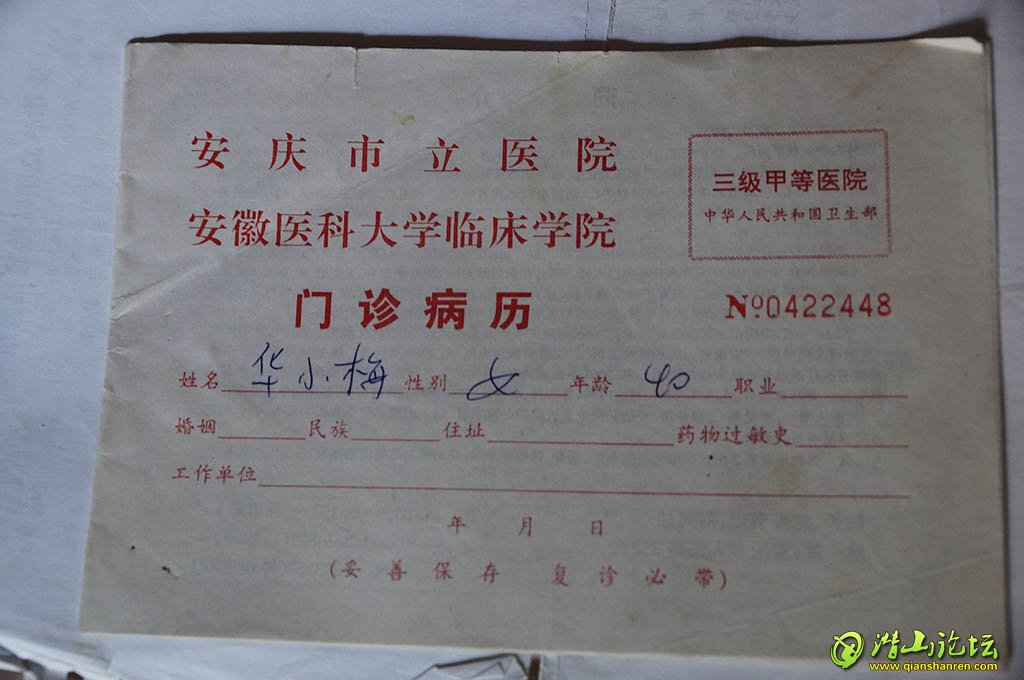 安庆市立医院
安徽医科大学临床学院
三级甲等医院
中华人民共和国卫生部
门诊病历
Nº0422448
姓名 华小梅 性别 女 年龄 40 职业
婚姻 民族 住址 药物过敏史
工作单位
年 月 日
(妥善保存 复诊必带)
潜山论坛
www.qianshanren.com